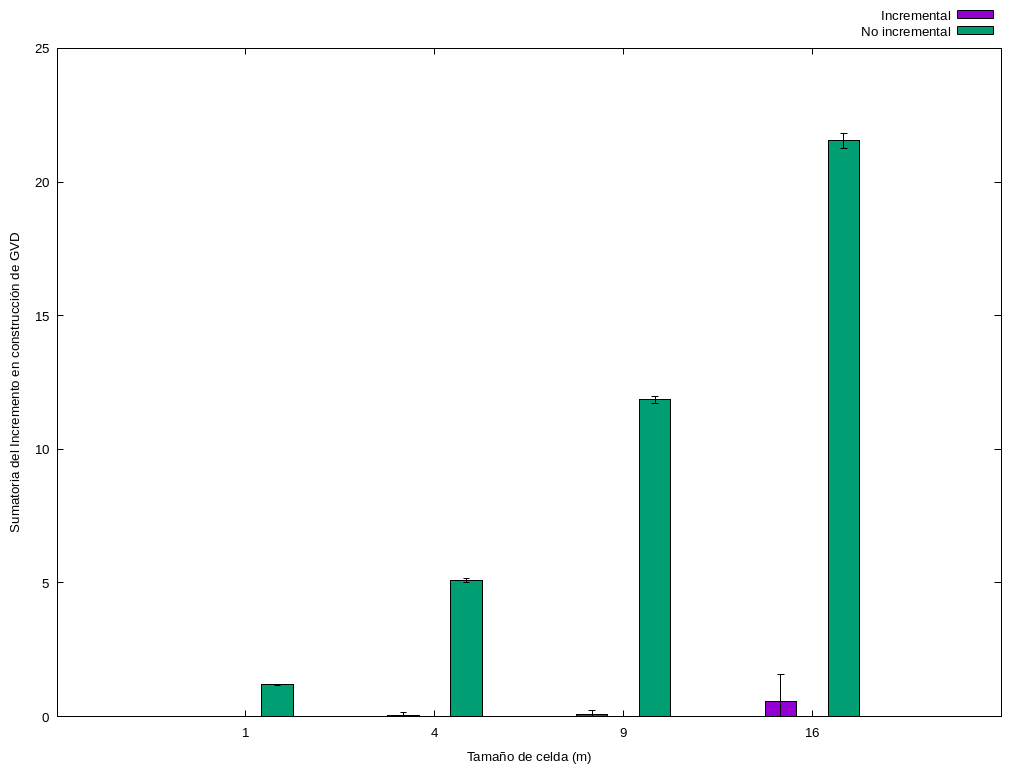 Incremental
No incremental
25
20
15
10
5
0
Sumatoria del Incremento en construcción de GVD
1 4 9 16
Tamaño de celda (m)